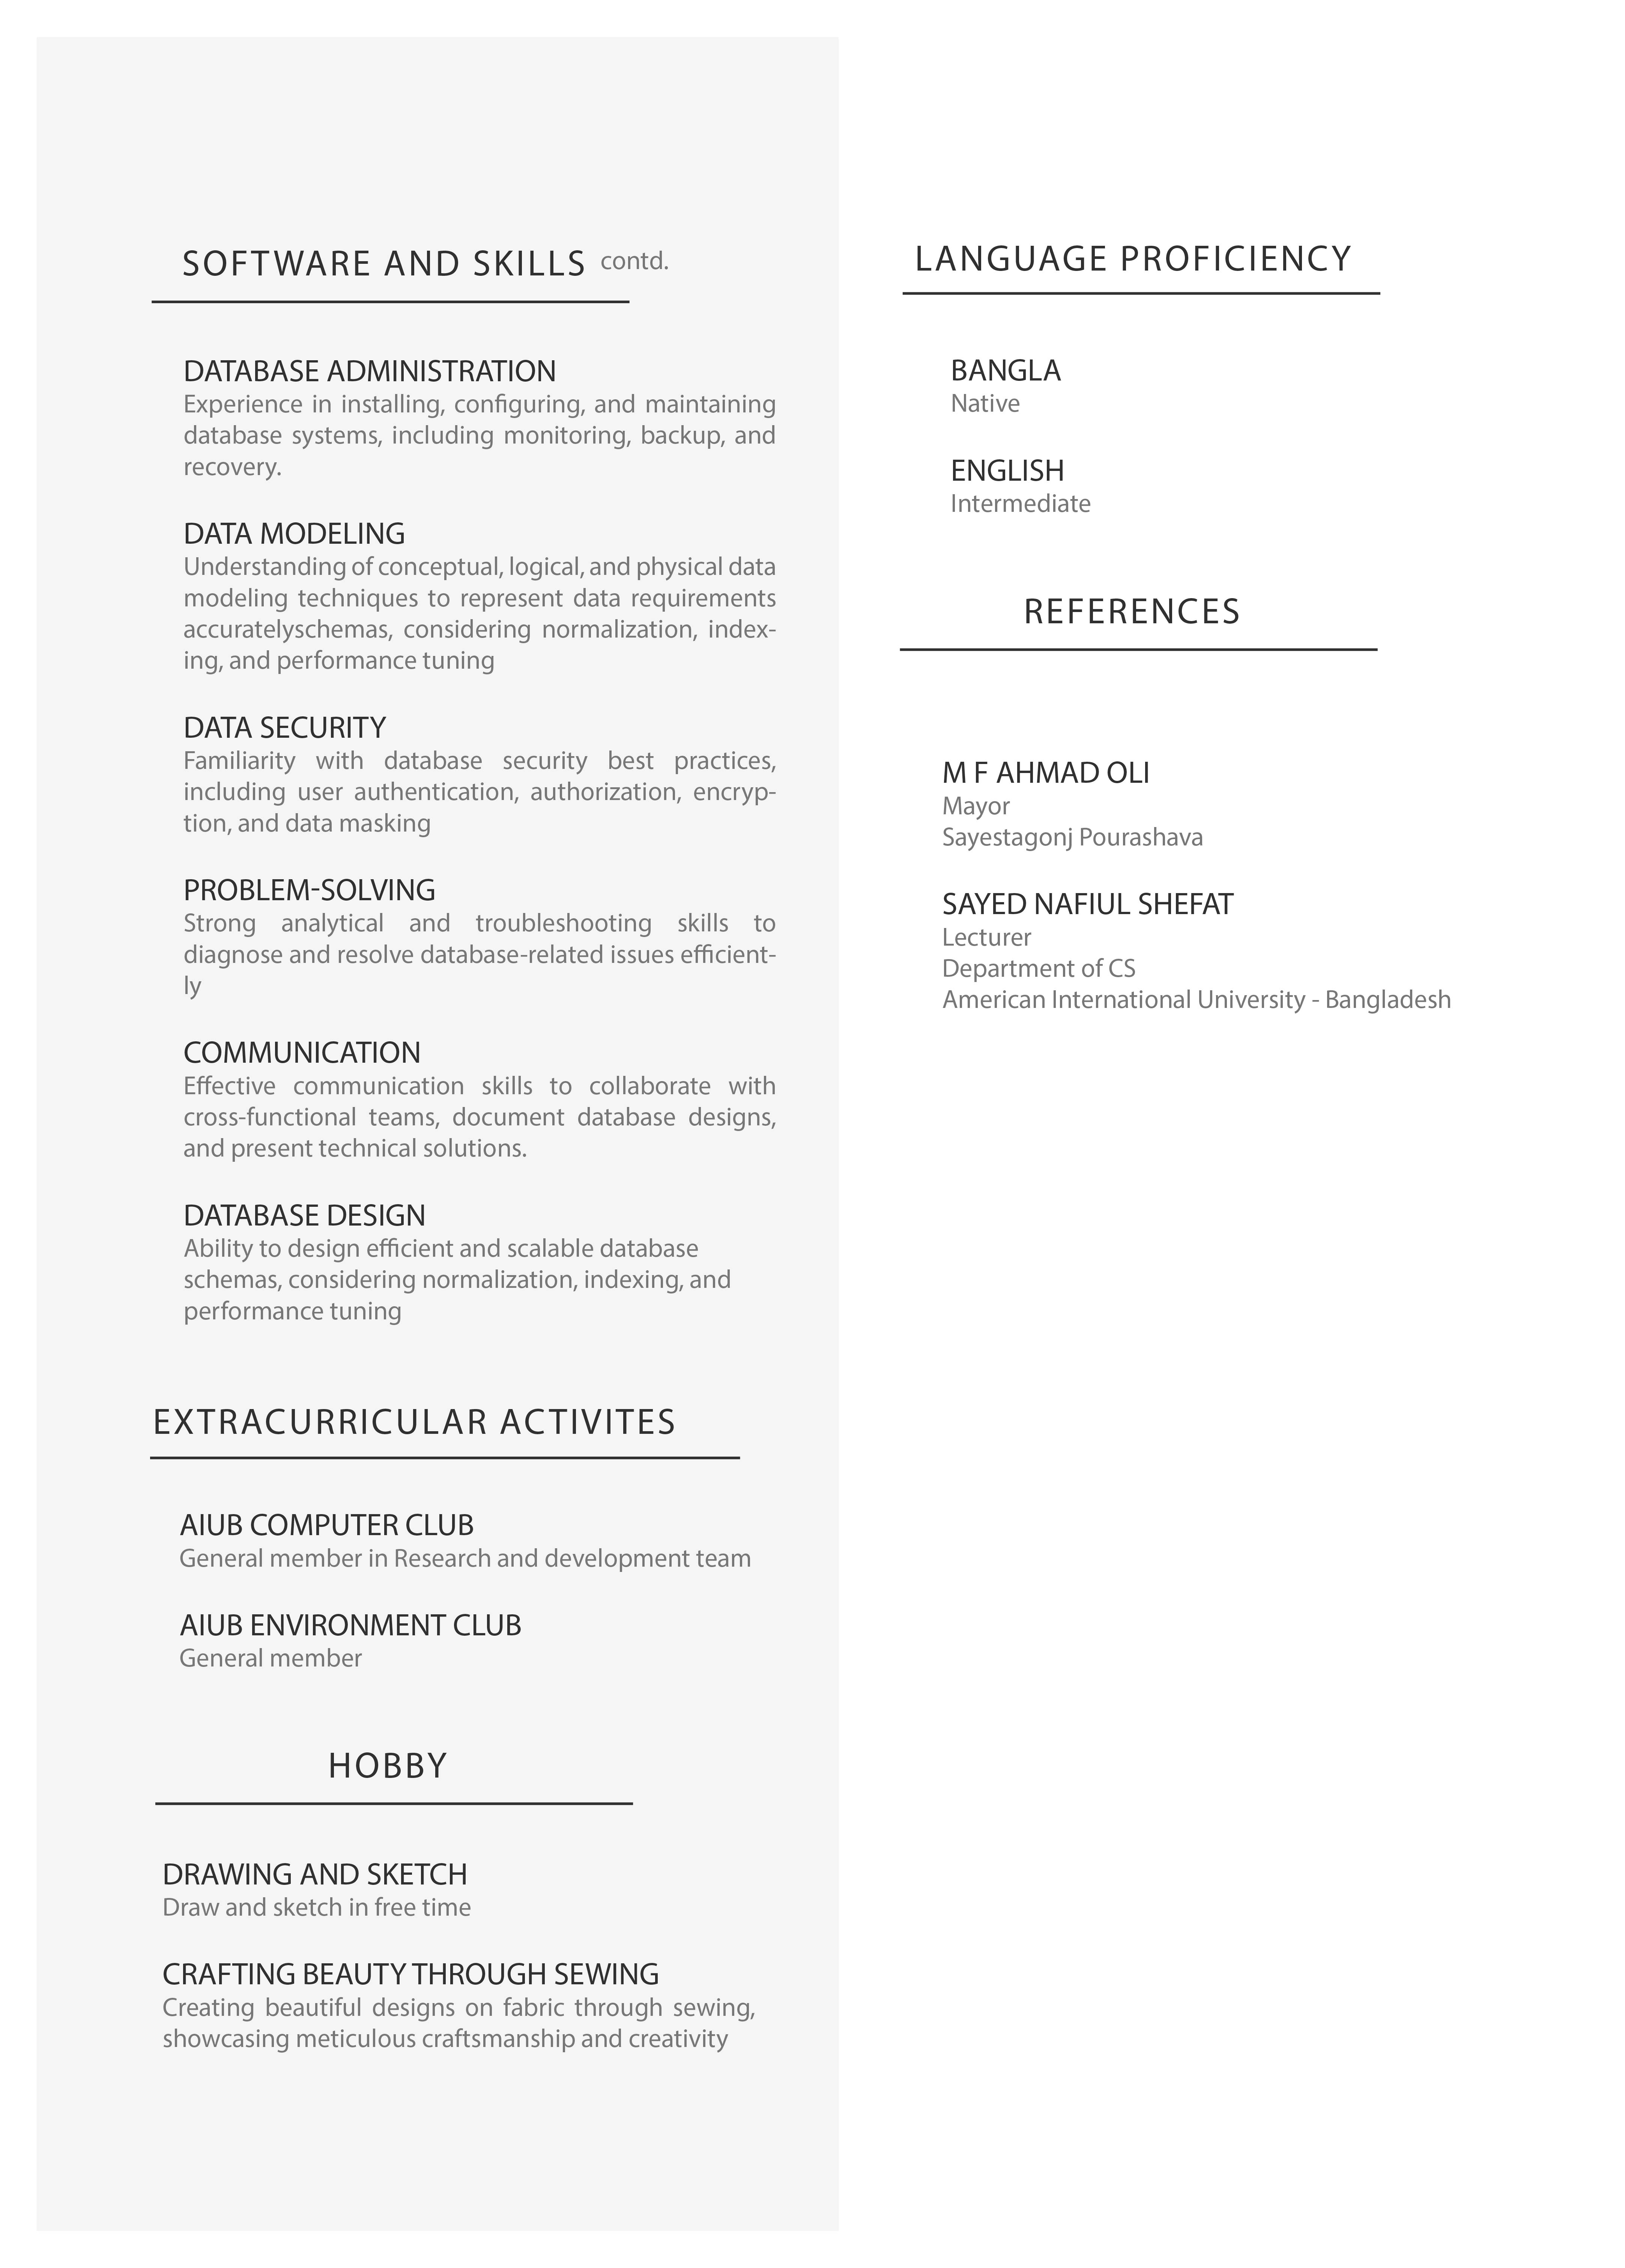 SOFTWARE AND SKILLS contd.
DATABASE ADMINISTRATION
Experience in installing, configuring, and maintaining
database systems, including monitoring, backup, and
recovery.
DATA MODELING
Understanding of conceptual, logical, and physical data
modeling techniques to represent data requirements
accuratelyschemas, considering normalization, index-
ing, and performance tuning
DATA SECURITY
Familiarity with database security best practices,
including user authentication, authorization, encryp-
tion, and data masking
PROBLEM-SOLVING
Strong analytical and troubleshooting skills to
diagnose and resolve database-related issues efficient-
ly
COMMUNICATION
Effective communication skills to collaborate with
cross-functional teams, document database designs,
and present technical solutions.
DATABASE DESIGN
Ability to design efficient and scalable database
schemas, considering normalization, indexing, and
performance tuning
EXTRACURRICULAR ACTIVITES
AIUB COMPUTER CLUB
General member in Research and development team
AIUB ENVIRONMENT CLUB
General member
HOBBY
DRAWING AND SKETCH
Draw and sketch in free time
CRAFTING BEAUTY THROUGH SEWING
Creating beautiful designs on fabric through sewing,
showcasing meticulous craftsmanship and creativity
LANGUAGE PROFICIENCY
BANGLA
Native
ENGLISH
Intermediate
REFERENCES
M F AHMAD OLI
Mayor
Sayestagonj Pourashava
SAYED NAFIUL SHEFAT
Lecturer
Department of CS
American International University - Bangladesh